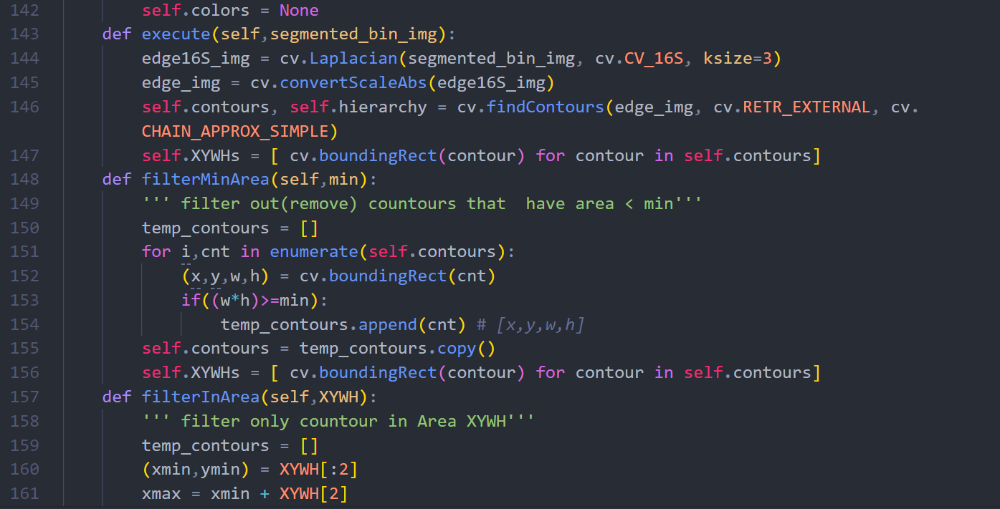 142 self.colors = None
143 def execute(self,segmented_bin_img):
144 edge16S_img = cv.Laplacian(segmented_bin_img, cv.CV_16S, ksize=3)
145 edge_img = cv.convertScaleAbs(edge16S_img)
146 self.contours, self.hierarchy = cv.findContours(edge_img, cv.RETR_EXTERNAL, cv.
CHAIN_APPROX_SIMPLE)
147 self.XYWHs = [ cv.boundingRect(contour) for contour in self.contours]
148 def filterMinArea(self,min):
149 ''' filter out(remove) countours that  have area < min'''
150 temp_contours = []
151 for i,cnt in enumerate(self.contours):
152 (x,y,w,h) = cv.boundingRect(cnt)
153 if((w*h)>=min):
154 temp_contours.append(cnt) # [x,y,w,h]
155 self.contours = temp_contours.copy()
156 self.XYWHs = [ cv.boundingRect(contour) for contour in self.contours]
157 def filterInArea(self,XYWH):
158 ''' filter only countour in Area XYWH'''
159 temp_contours = []
160 (xmin,ymin) = XYWH[:2]
161 xmax = xmin + XYWH[2]